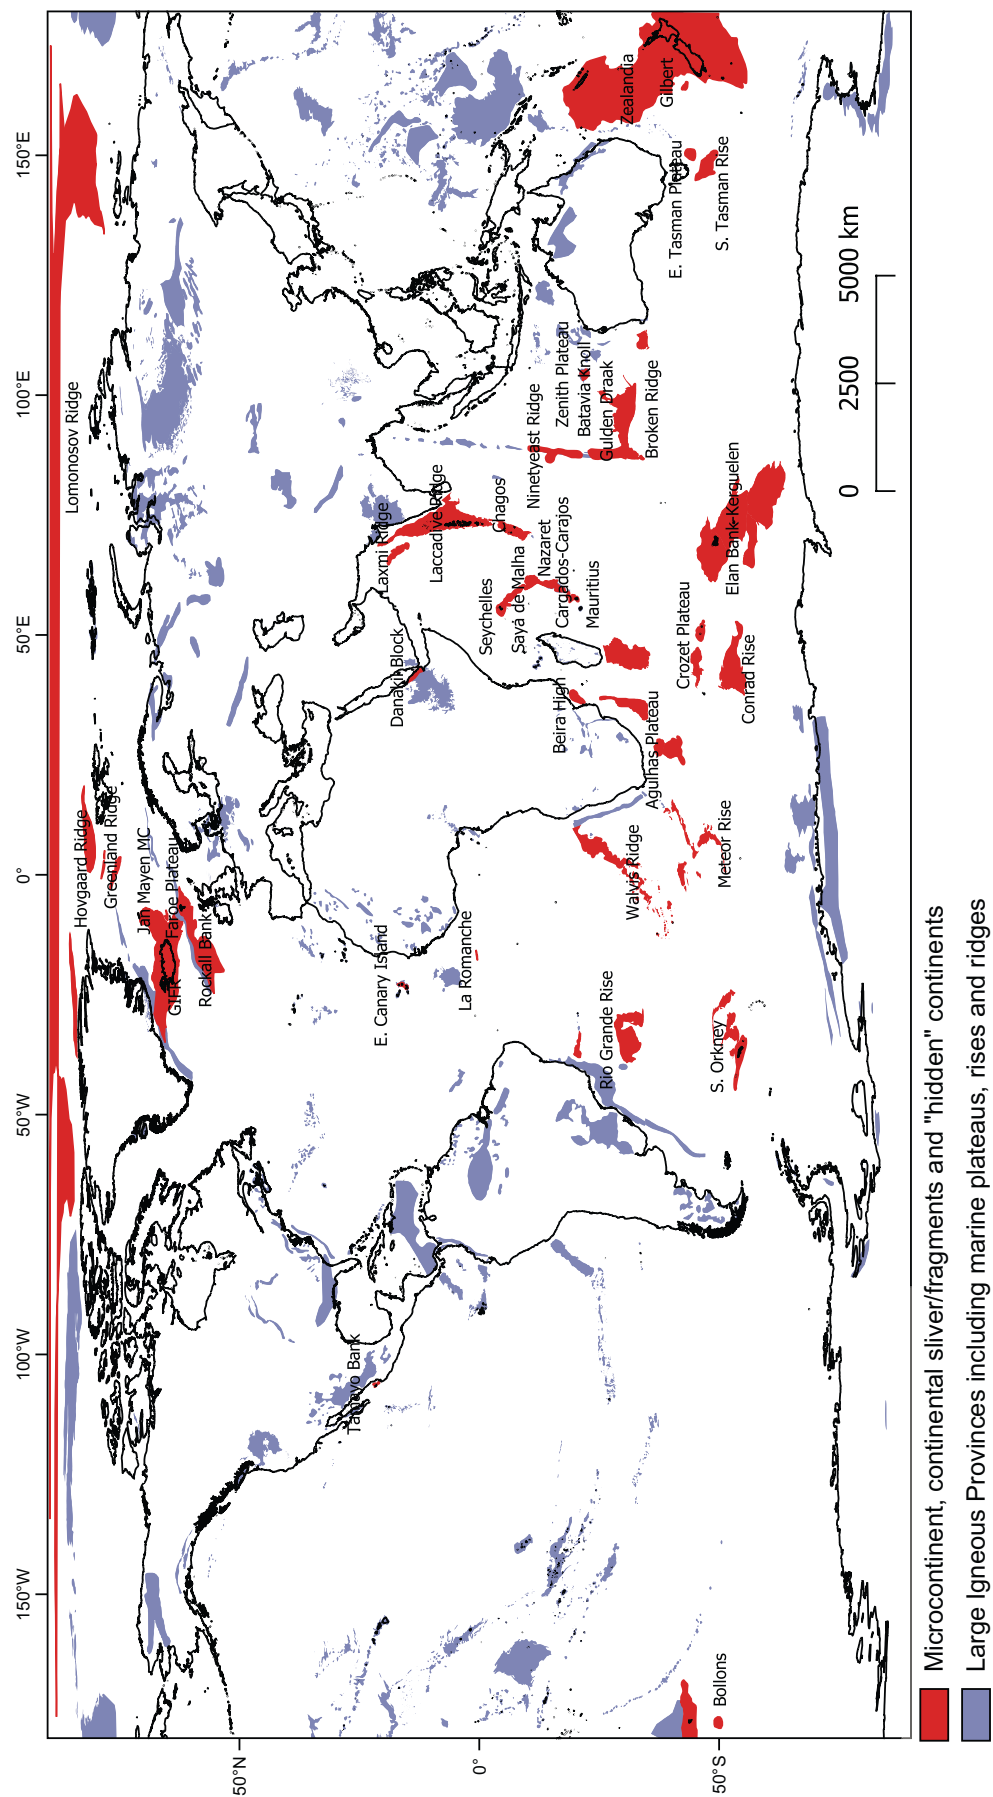 150°W
100°W
50°W
0°
50°E
100°E
150°E
50°N
0°
50°S
Lomonosov Ridge
Hovgaard Ridge
Greenland Ridge
Jan Mayen MC
Faroe Plateau
GIFR
Rockall Bank
Tamayo Bank
E. Canary Island
La Romanche
Danakil Block
Laxmi Ridge
Laccadive Ridge
Chagos
Seychelles
Saya de Malha
Nazaret
Cargados-Carajos
Mauritius
Ninetyeast Ridge
Zenith Plateau
Batavia Knoll
Gulden Draak
Broken Ridge
Zealandia
Gilbert
E. Tasman Plateau
S. Tasman Rise
Beira High
Agulhas Plateau
Walvis Ridge
Meteor Rise
Rio Grande Rise
S. Orkney
Crozet Plateau
Conrad Rise
Elan Bank-Kerguelen
Bollons
0
2500
5000 km
Microcontinent, continental sliver/fragments and "hidden" continents
Large Igneous Provinces including marine plateaus, rises and ridges